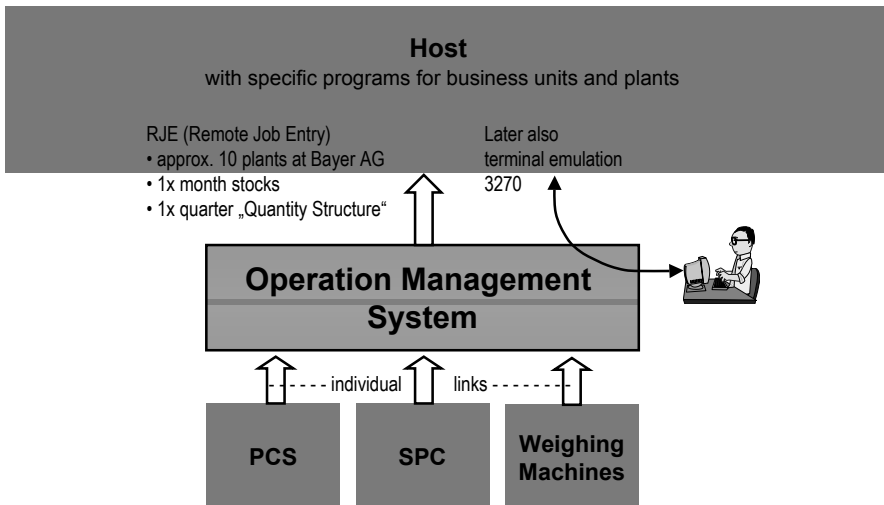 Host
with specific programs for business units and plants
RJE (Remote Job Entry)
• approx. 10 plants at Bayer AG
• 1x month stocks
• 1x quarter „Quantity Structure“
Later also
terminal emulation
3270
Operation Management
System
individual links
PCS
SPC
Weighing
Machines